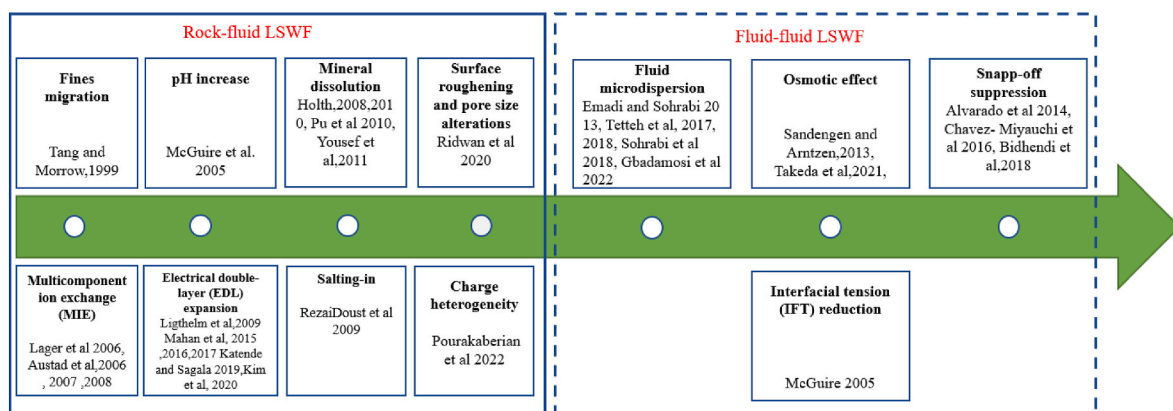 Rock-fluid LSWF
Fines
migration
Tang and
Morrow,1999
pH increase
McGuire et al.
2005
Mineral
dissolution
Holth,2008,201
0, Pu et al 2010,
Yousef et
al,2011
Surface
roughening
and pore size
alterations
Ridwan et al
2020
Multicomponent
ion exchange
(MIE)
Lager et al 2006,
Austad et al,2006
, 2007 ,2008
Electrical double-
layer (EDL)
expansion
Ligthelm et al,2009
Mahan et al, 2015
,2016,2017 Katende
and Sagala 2019,Kim
et al, 2020
Salting-in
RezaiDoust et al
2009
Charge
heterogeneity
Pourakaberian
et al 2022
Fluid-fluid LSWF
Fluid
microdispersion
Emadi and Sohrabi 20
13, Tetteh et al, 2017,
2018, Sohrabi et al
2018, Gbadamosi et al
2022
Osmotic effect
Sandengen and
Arntzen,2013,
Takeda et al,2021,
Snapp-off
suppression
Alvarado et al 2014,
Chavez- Miyauchi et
al 2016, Bidhendi et
al,2018
Interfacial tension
(IFT) reduction
McGuire 2005